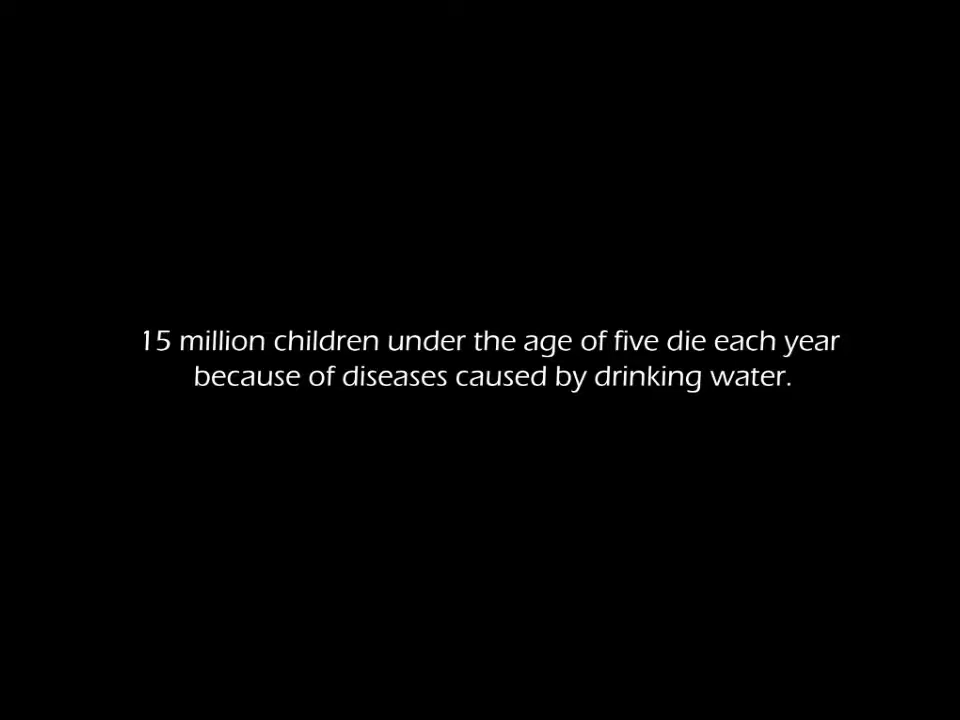 15 million children under the age of five die each year
because of diseases caused by drinking water.